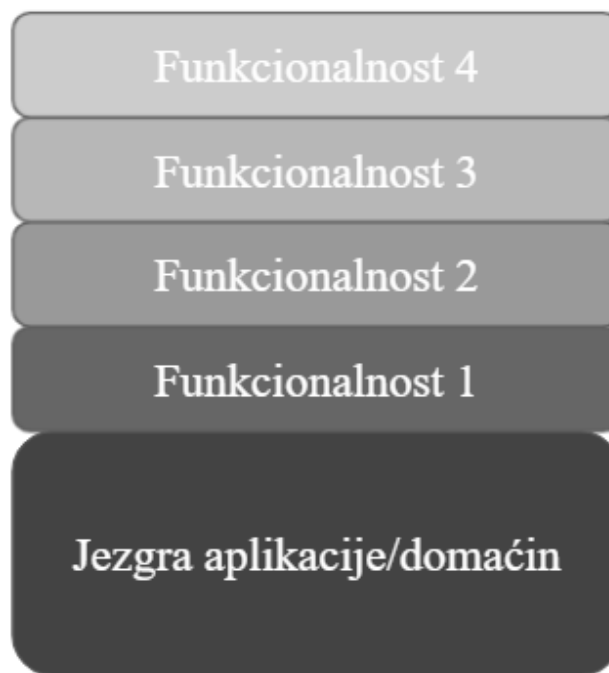 Funkcionalnost 4
Funkcionalnost 3
Funkcionalnost 2
Funkcionalnost 1
Jezgra aplikacije/domaćin